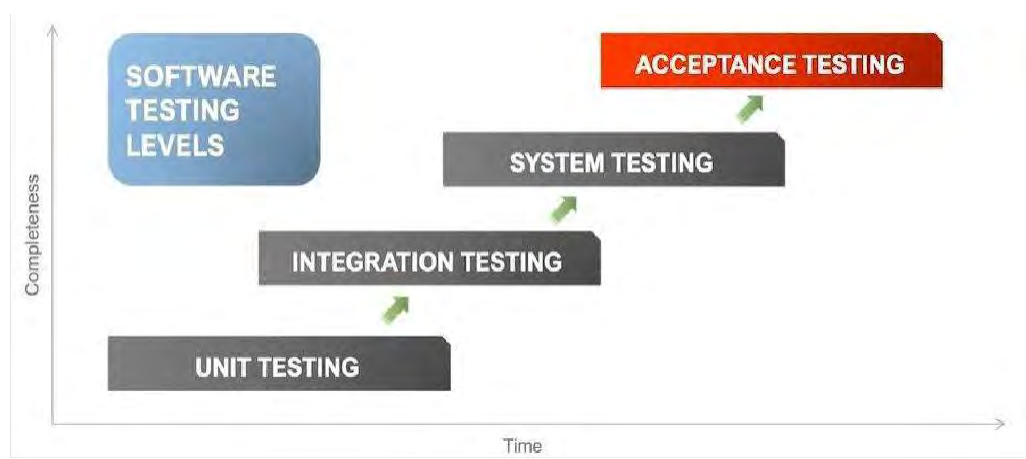 SOFTWARE
TESTING
LEVELS
ACCEPTANCE TESTING
SYSTEM TESTING
INTEGRATION TESTING
UNIT TESTING
Completeness
Time